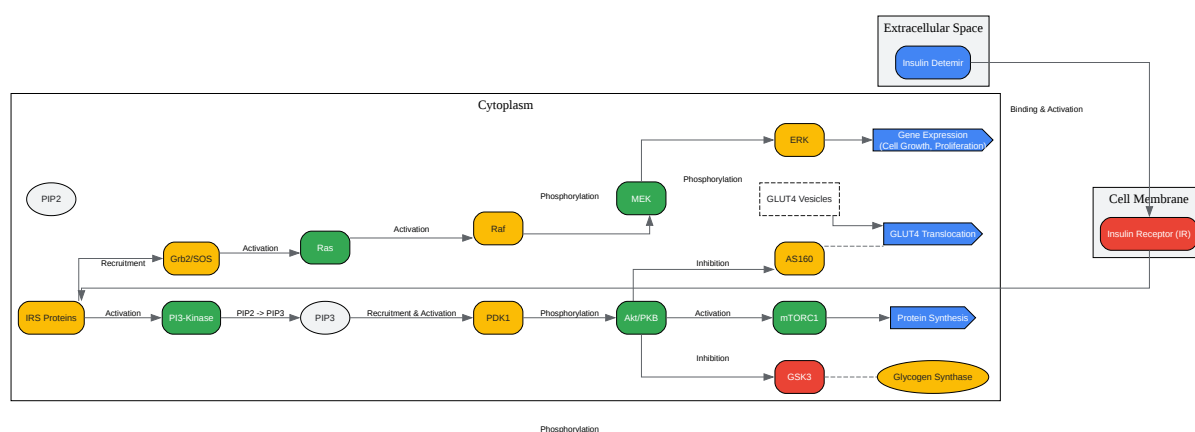 Extracellular Space
Insulin Detemir
Cytoplasm
Binding & Activation
ERK
Gene Expression
(Cell Growth, Proliferation)
Phosphorylation
PIP2
Phosphorylation
MEK
GLUT4 Vesicles
Cell Membrane
Raf
Activation
GLUT4 Translocation
Insulin Receptor (IR)
Grb2/SOS
Activation
Ras
Recruitment
Inhibition
AS160
IRS Proteins
Activation
PI3-Kinase
PIP2 -> PIP3
PIP3
Recruitment & Activation
PDK1
Phosphorylation
Akt/PKB
Activation
mTORC1
Protein Synthesis
Inhibition
GSK3
Glycogen Synthase
Phosphorylation